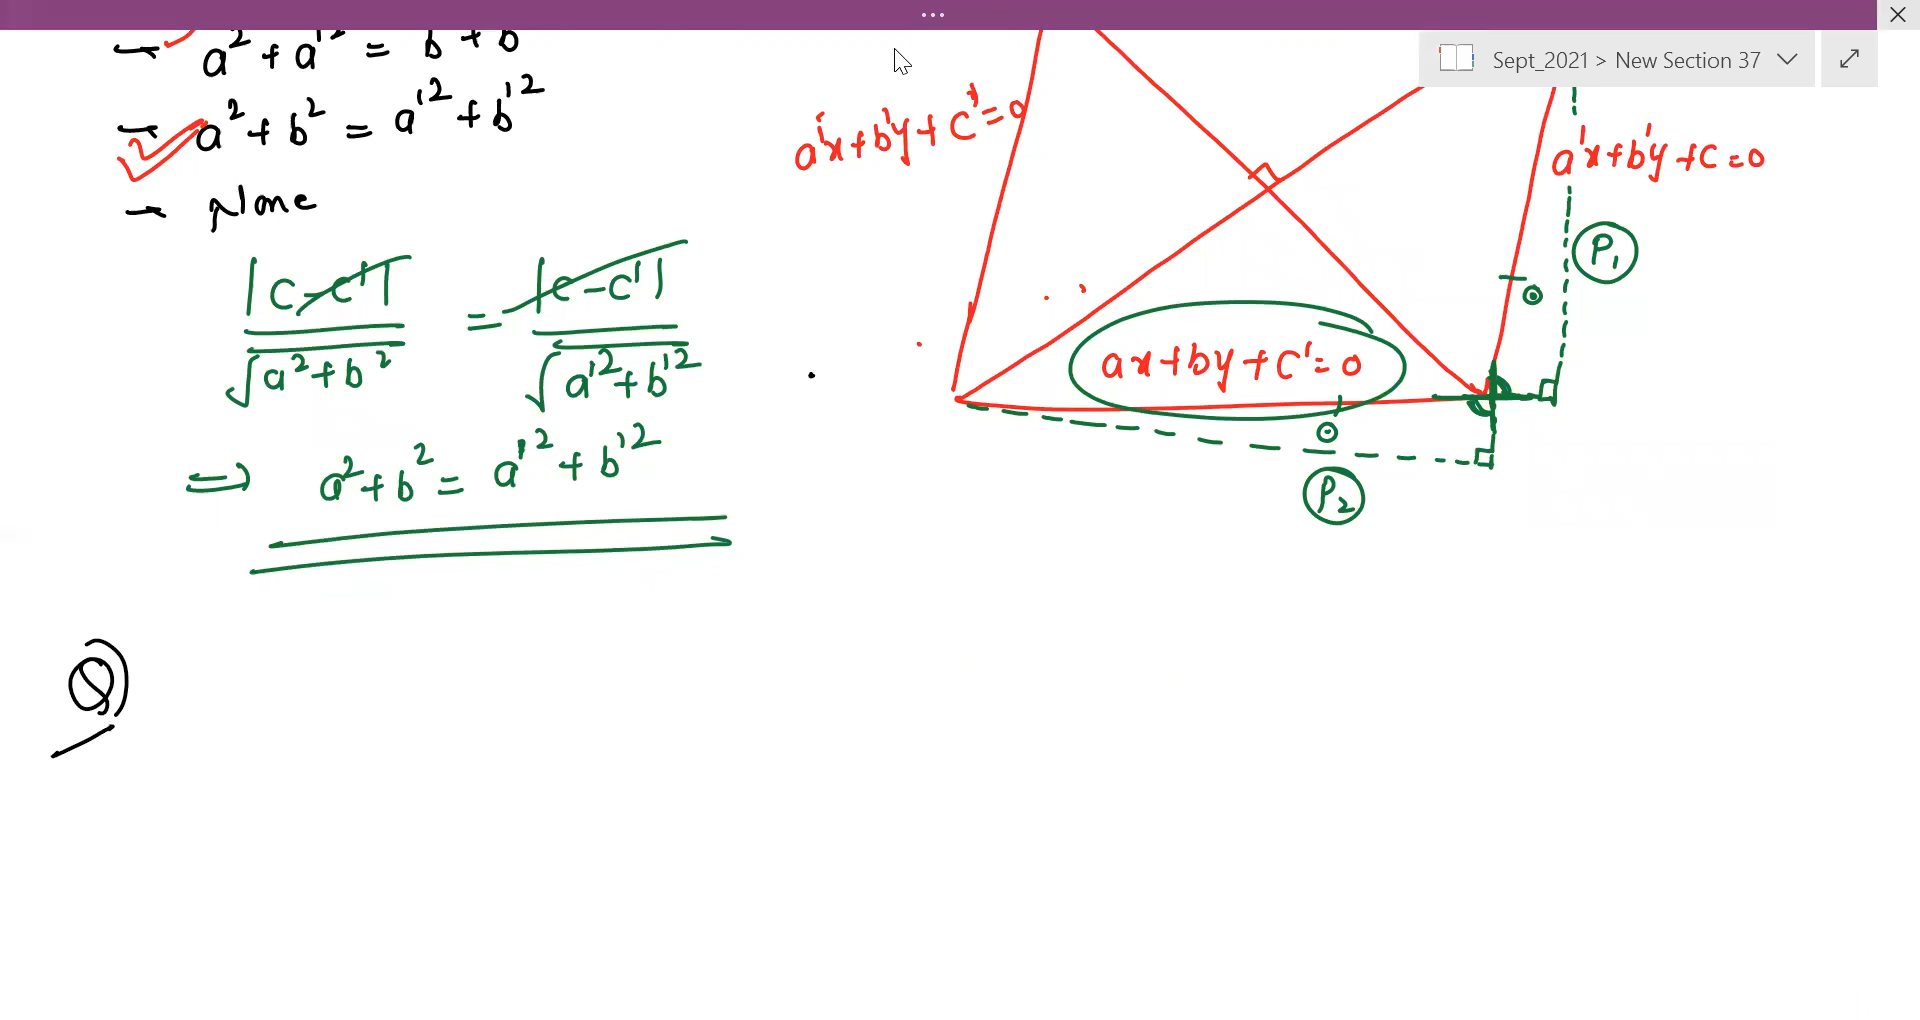 Sept_2021 > New Section 37
→ a² + a'² = b + b
→ a² + b² = a'² + b'²
→ None
a'x + b'y + c' = 0
a'x + b'y + c = 0
P₁
|c - c'| / √(a² + b²) = |c - c'| / √(a'² + b'²)
ax + by + c' = 0
P₂
⇒ a² + b² = a'² + b'²
Q)